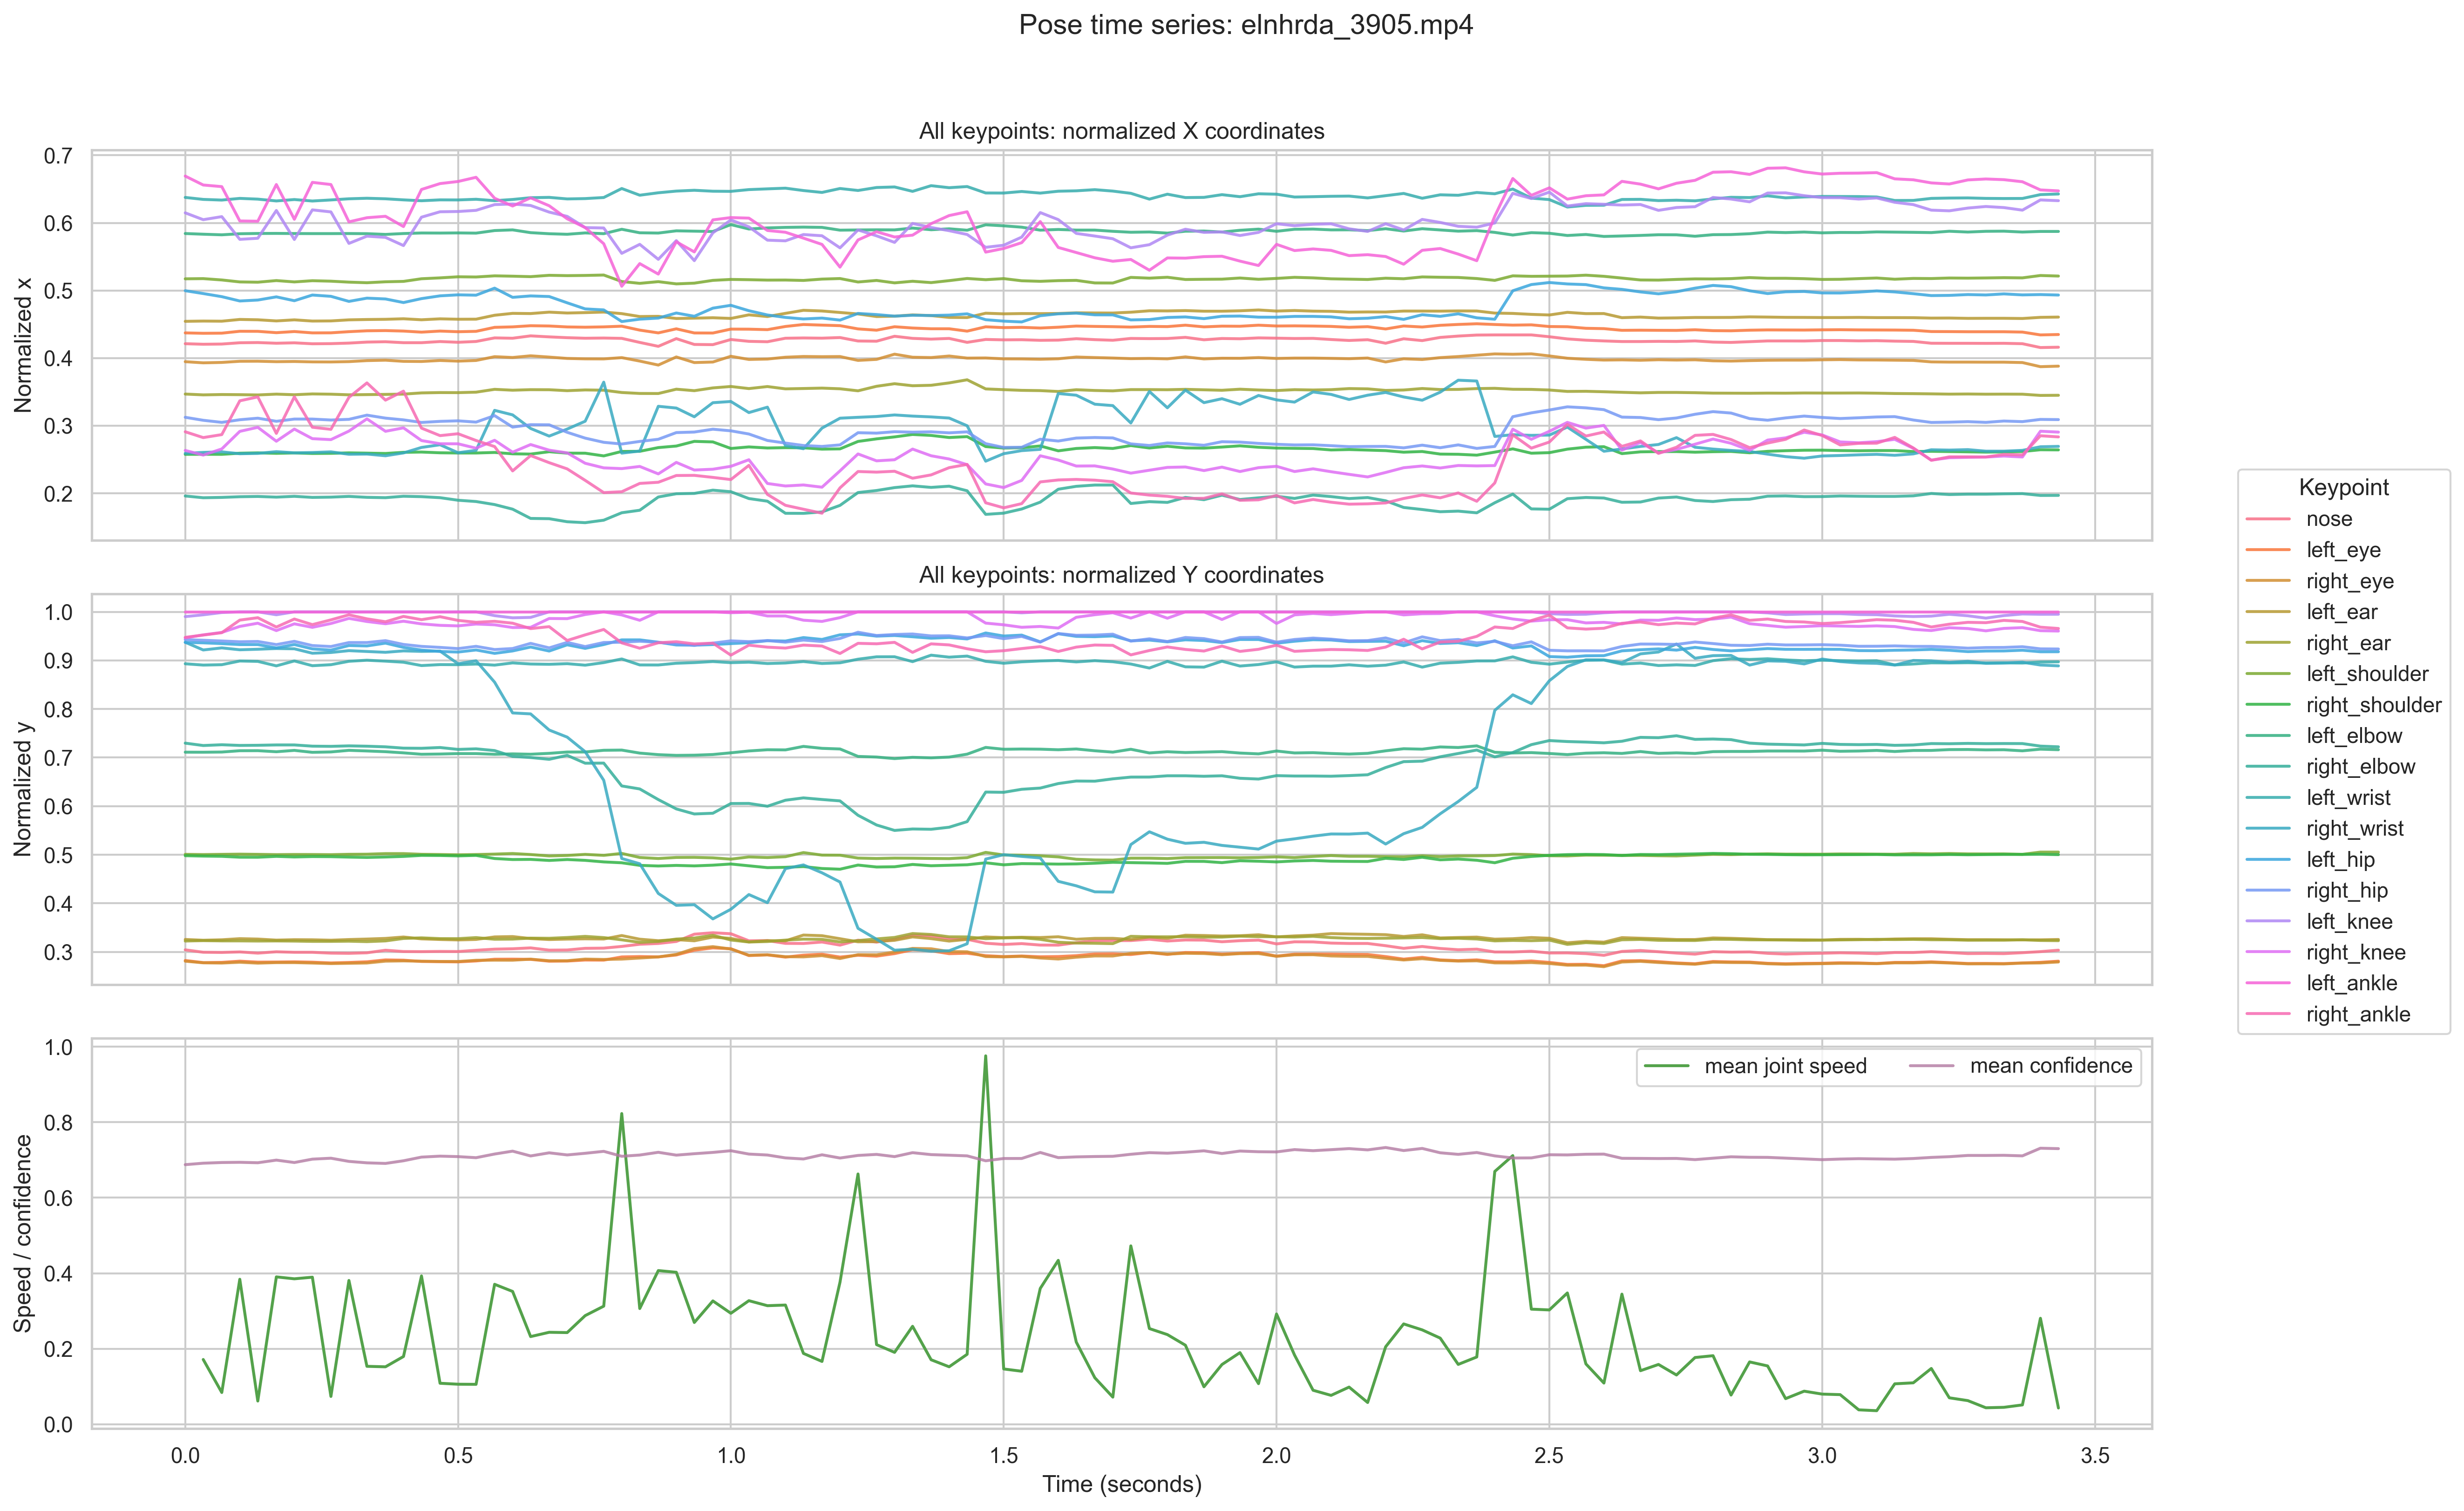 Pose time series: elnhrda_3905.mp4
All keypoints: normalized X coordinates
Normalized x
0.7
0.6
0.5
0.4
0.3
0.2
All keypoints: normalized Y coordinates
Normalized y
1.0
0.9
0.8
0.7
0.6
0.5
0.4
0.3
Keypoint
nose
left_eye
right_eye
left_ear
right_ear
left_shoulder
right_shoulder
left_elbow
right_elbow
left_wrist
right_wrist
left_hip
right_hip
left_knee
right_knee
left_ankle
right_ankle
Speed / confidence
1.0
0.8
0.6
0.4
0.2
0.0
mean joint speed mean confidence
0.0 0.5 1.0 1.5 2.0 2.5 3.0 3.5
Time (seconds)